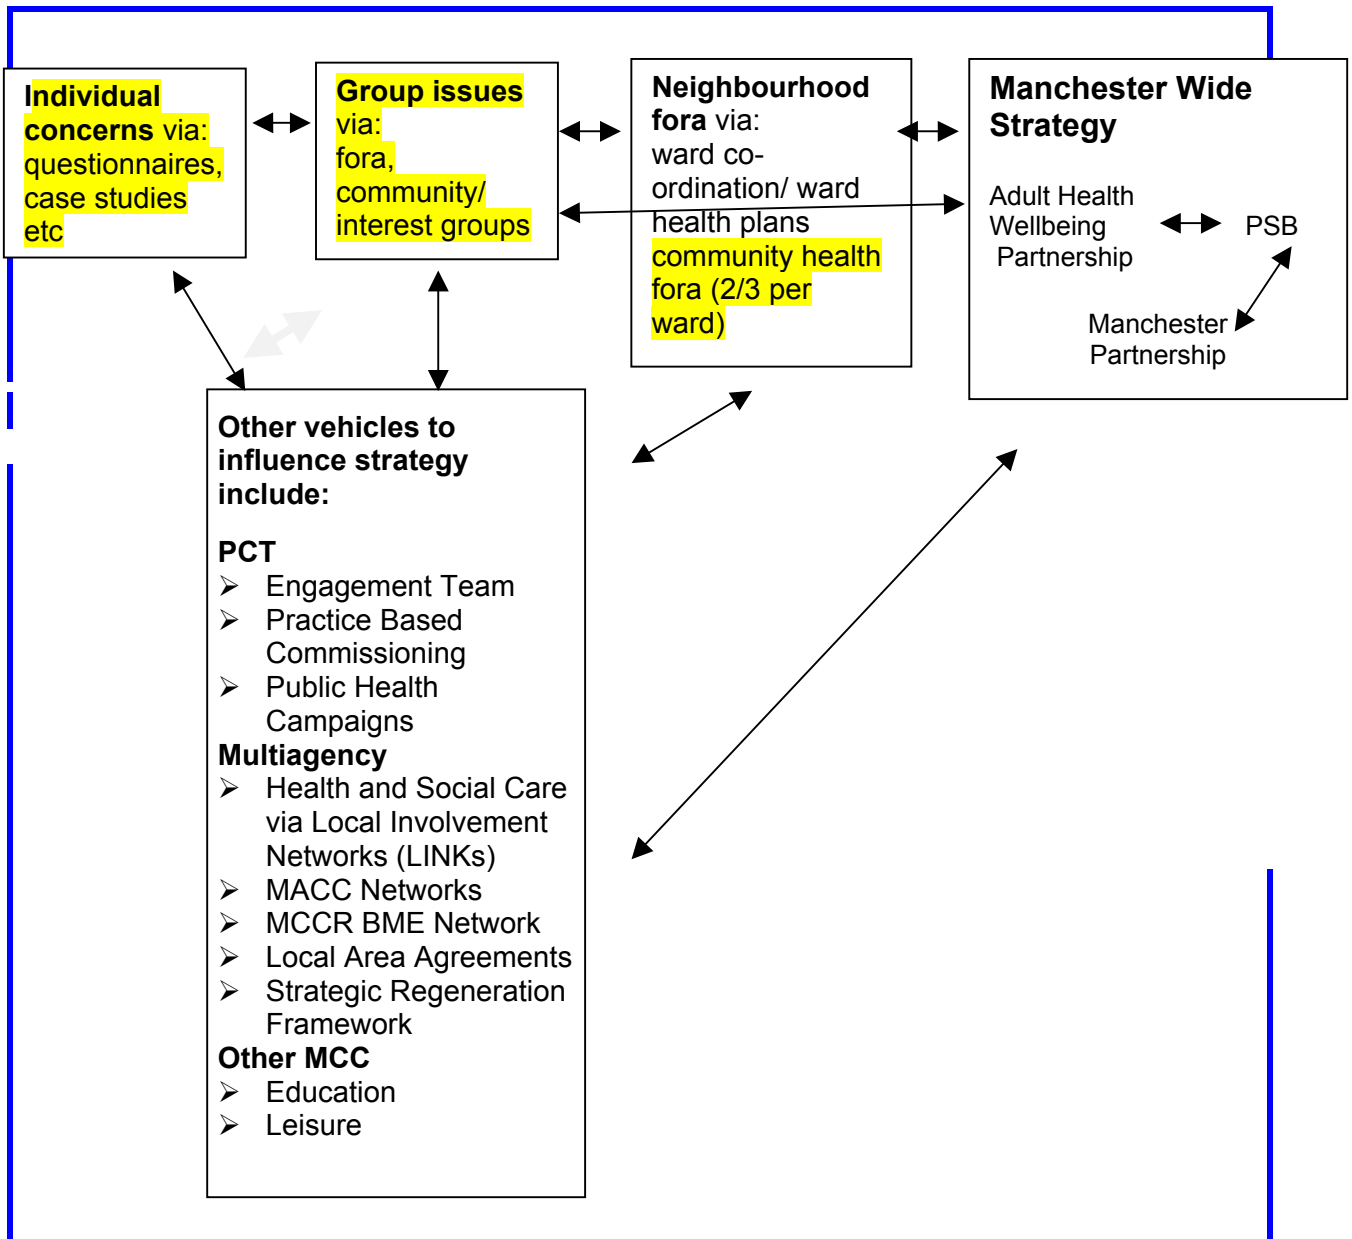 Individual
concerns via:
questionnaires,
case studies
etc
Group issues
via:
fora,
community/
interest groups
Neighbourhood
fora via:
ward co-
ordination/ ward
health plans
community health
fora (2/3 per
ward)
Manchester Wide
Strategy
Adult Health
Wellbeing
Partnership
PSB
Manchester
Partnership
Other vehicles to
influence strategy
include:
PCT
➢ Engagement Team
➢ Practice Based
Commissioning
➢ Public Health
Campaigns
Multiagency
➢ Health and Social Care
via Local Involvement
Networks (LINKs)
➢ MACC Networks
➢ MCCR BME Network
➢ Local Area Agreements
➢ Strategic Regeneration
Framework
Other MCC
➢ Education
➢ Leisure